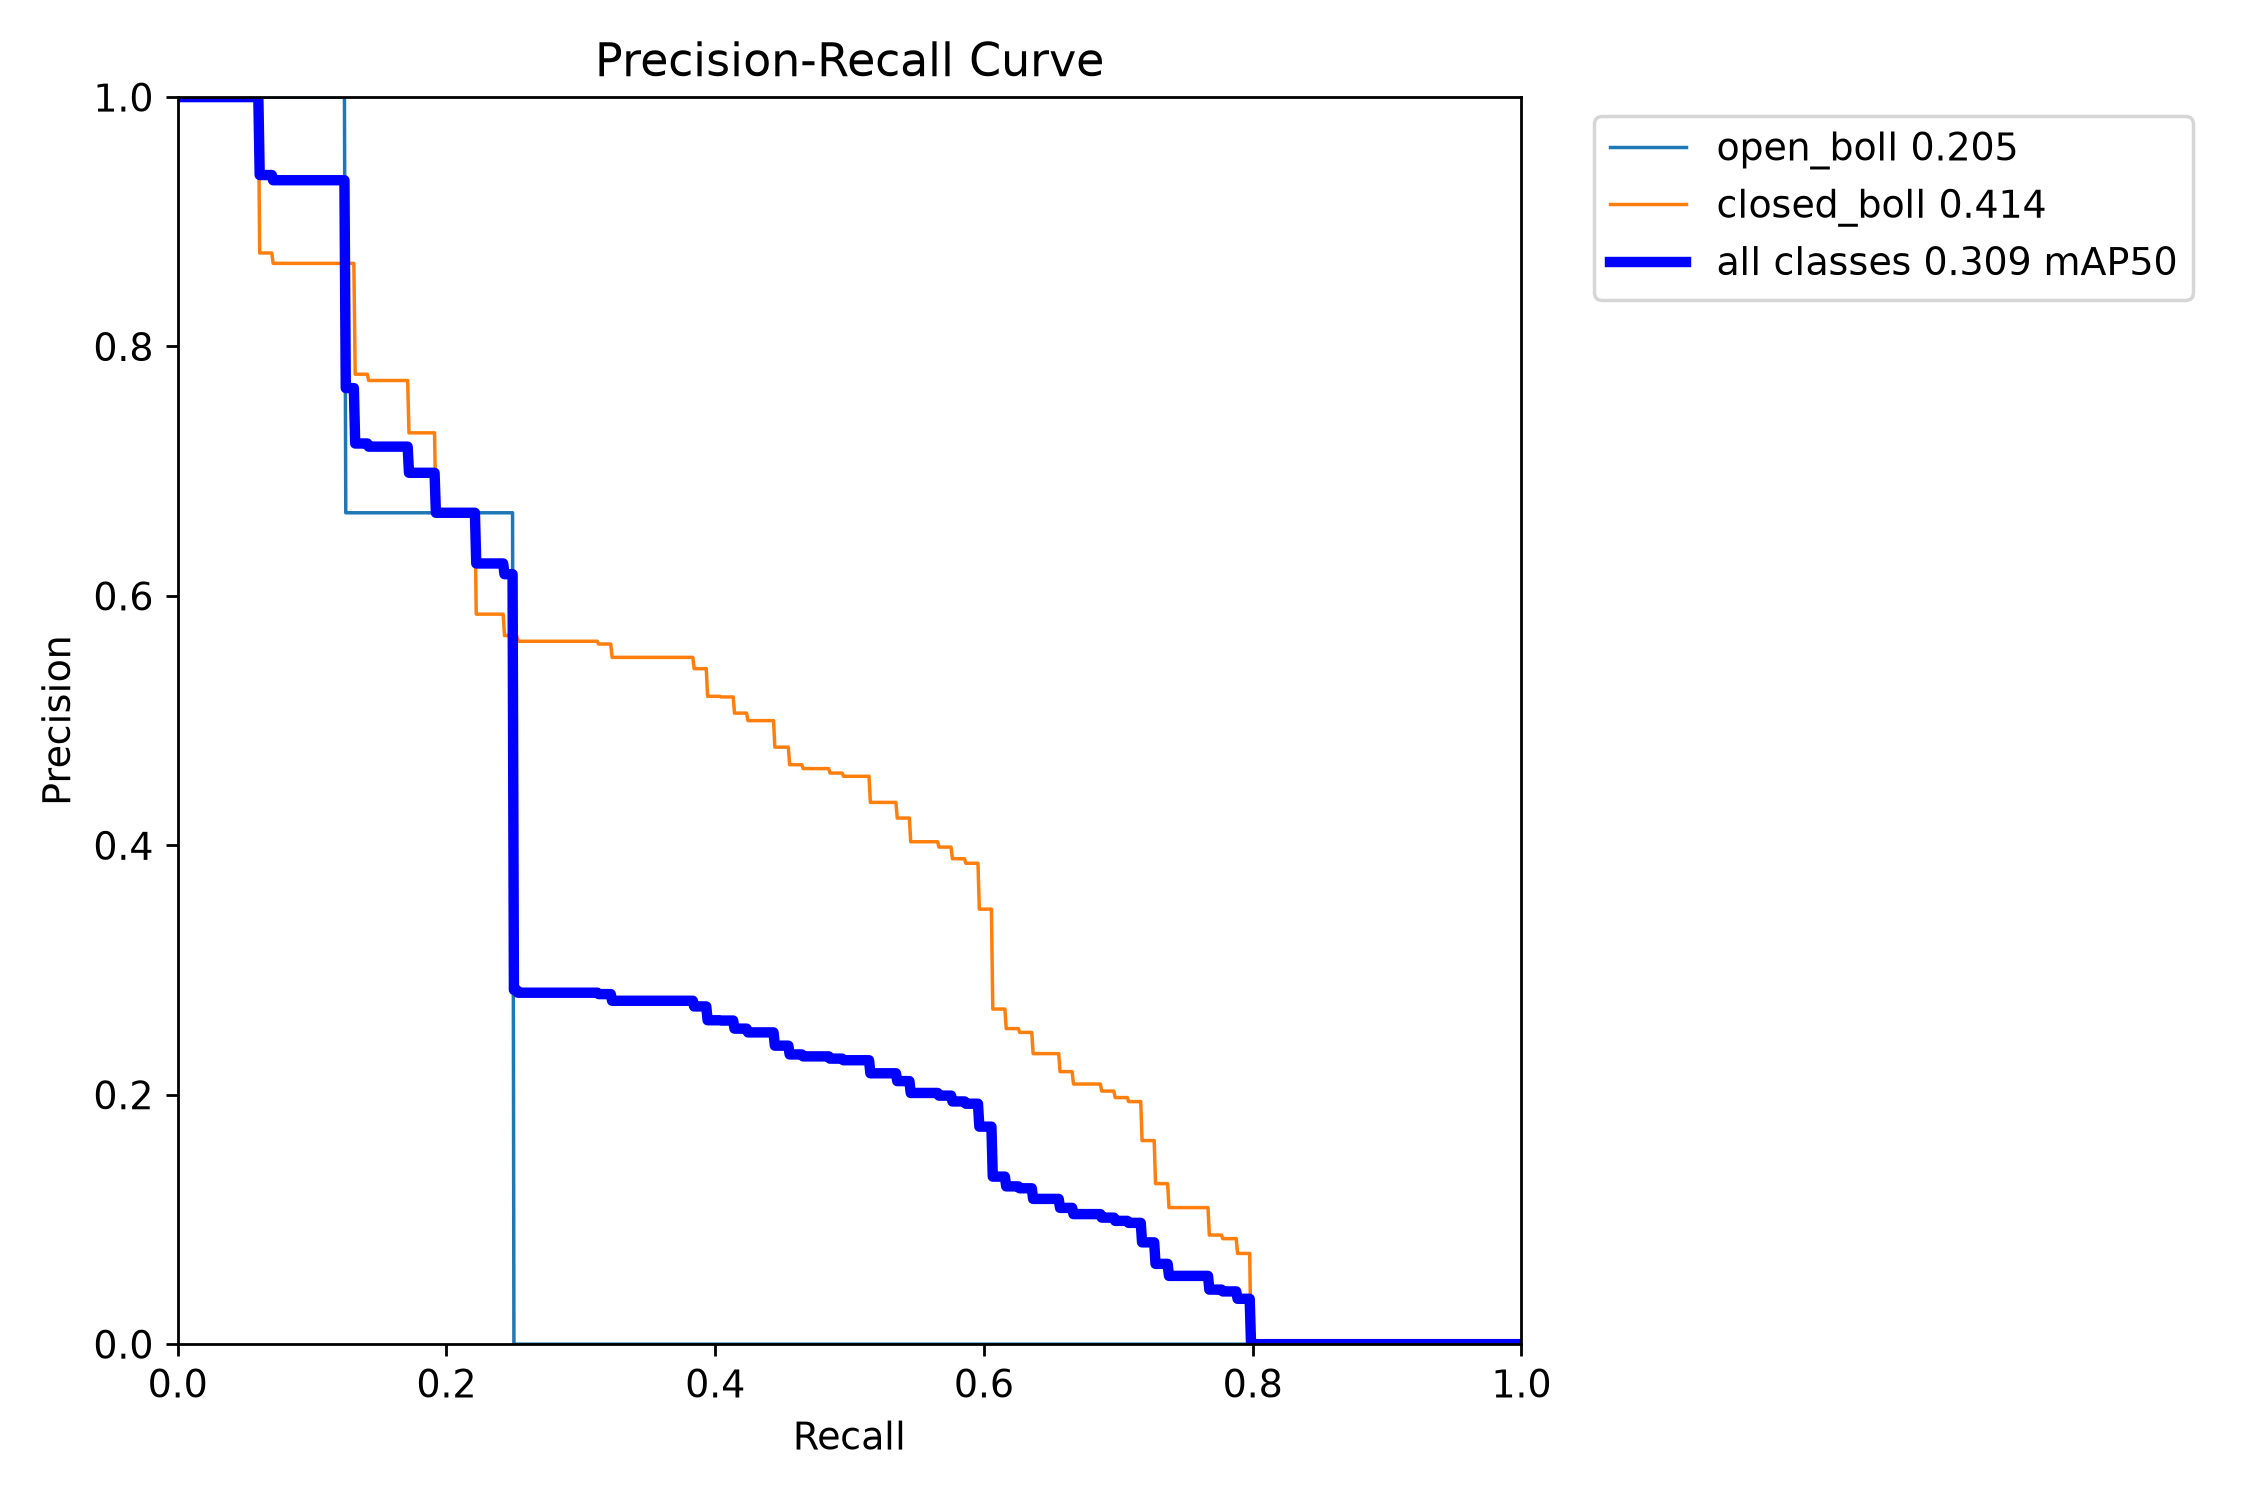 Precision-Recall Curve
1.0
0.8
0.6
0.4
0.2
0.0
Precision
0.0 0.2 0.4 0.6 0.8 1.0
Recall
open_boll 0.205
closed_boll 0.414
all classes 0.309 mAP50